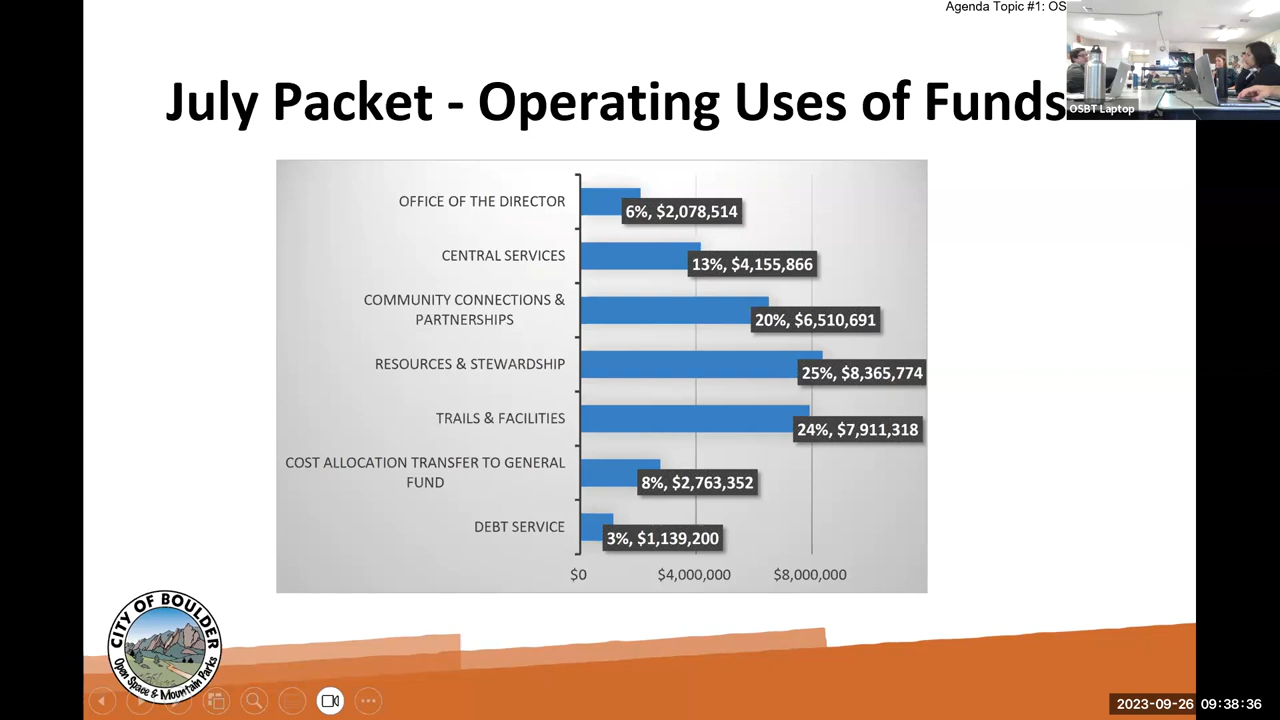 Agenda Topic #1: OS
OSBT Laptop
July Packet - Operating Uses of Funds
OFFICE OF THE DIRECTOR
6%, $2,078,514
CENTRAL SERVICES
13%, $4,155,866
COMMUNITY CONNECTIONS &
PARTNERSHIPS
20%, $6,510,691
RESOURCES & STEWARDSHIP
25%, $8,365,774
TRAILS & FACILITIES
24%, $7,911,318
COST ALLOCATION TRANSFER TO GENERAL
FUND
8%, $2,763,352
DEBT SERVICE
3%, $1,139,200
$0
$4,000,000
$8,000,000
CITY OF BOULDER
Open Space & Mountain Parks
2023-09-26 09:38:36